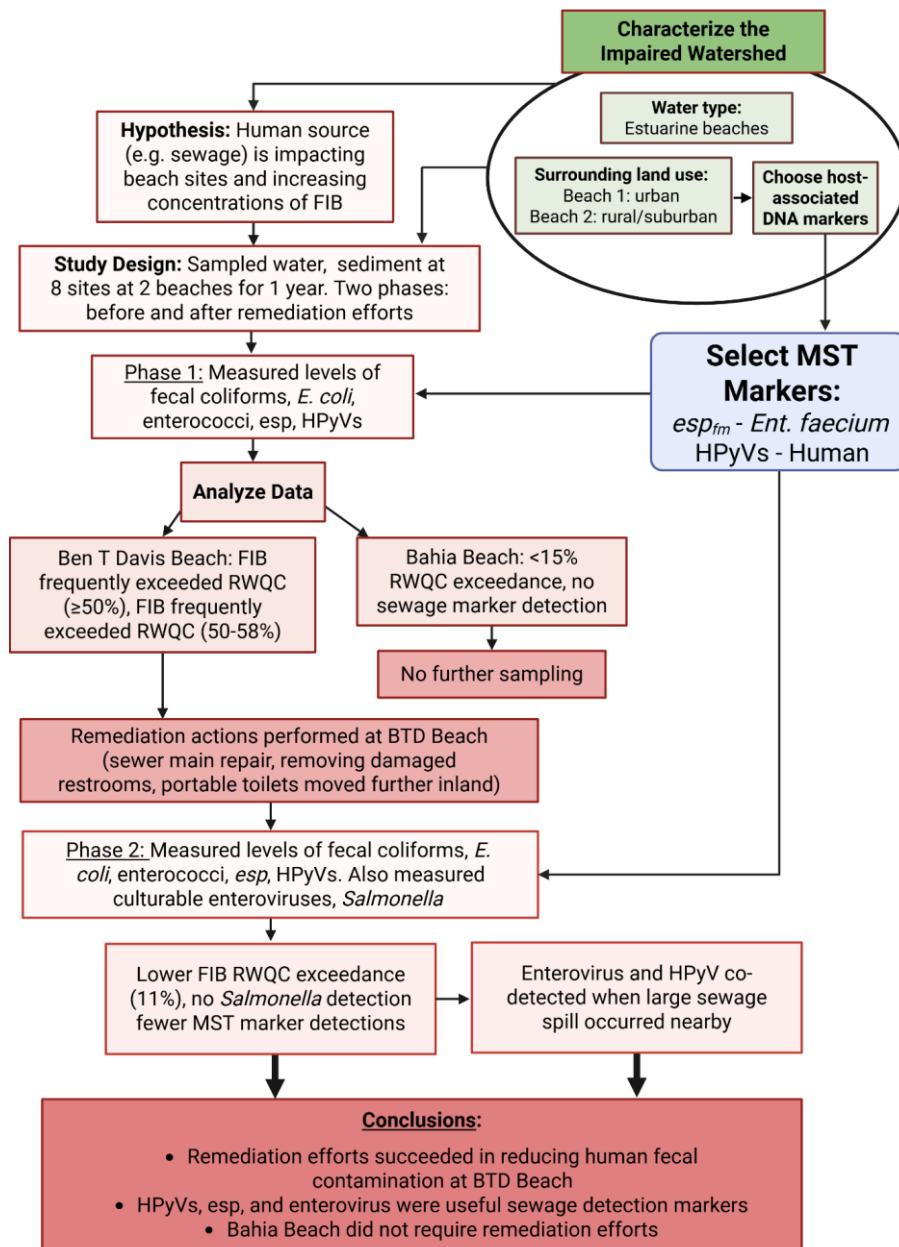 Characterize the
Impaired Watershed
Water type:
Estuarine beaches
Surrounding land use:
Beach 1: urban
Beach 2: rural/suburban
Choose host-
associated
DNA markers
Hypothesis: Human source
(e.g. sewage) is impacting
beach sites and increasing
concentrations of FIB
Study Design: Sampled water, sediment at
8 sites at 2 beaches for 1 year. Two phases:
before and after remediation efforts
Select MST
Markers:
espfm - Ent. faecium
HPyVs - Human
Phase 1: Measured levels of
fecal coliforms, E. coli,
enterococci, esp, HPyVs
Analyze Data
Ben T Davis Beach: FIB
frequently exceeded RWQC
(≥50%), FIB frequently
exceeded RWQC (50-58%)
Bahia Beach: <15%
RWQC exceedance, no
sewage marker detection
No further sampling
Remediation actions performed at BTD Beach
(sewer main repair, removing damaged
restrooms, portable toilets moved further inland)
Phase 2: Measured levels of fecal coliforms, E.
coli, enterococci, esp, HPyVs. Also measured
culturable enteroviruses, Salmonella
Lower FIB RWQC exceedance
(11%), no Salmonella detection
fewer MST marker detections
Enterovirus and HPyV co-
detected when large sewage
spill occurred nearby
Conclusions:
• Remediation efforts succeeded in reducing human fecal
contamination at BTD Beach
• HPyVs, esp, and enterovirus were useful sewage detection markers
• Bahia Beach did not require remediation efforts